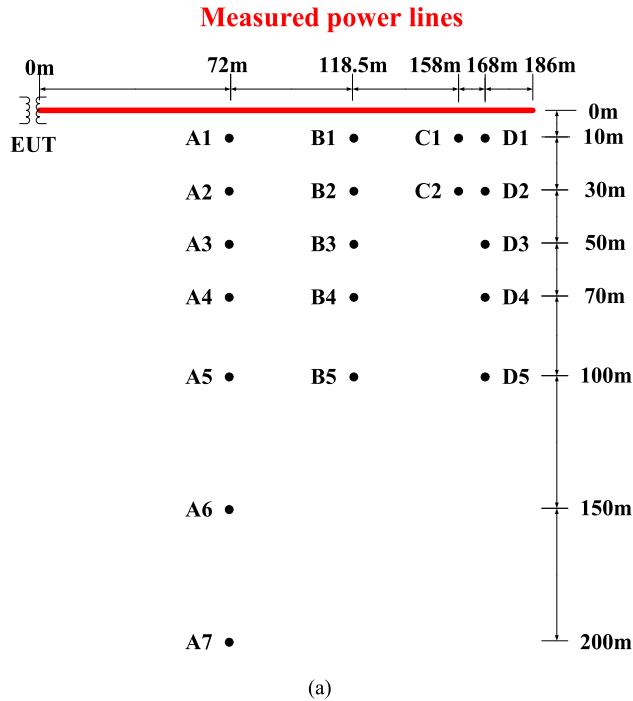 Measured power lines
0m 72m 118.5m 158m 168m 186m
0m
EUT
A1 B1 C1 D1 10m
A2 B2 C2 D2 30m
A3 B3 D3 50m
A4 B4 D4 70m
A5 B5 D5 100m
A6 150m
A7 200m
(a)